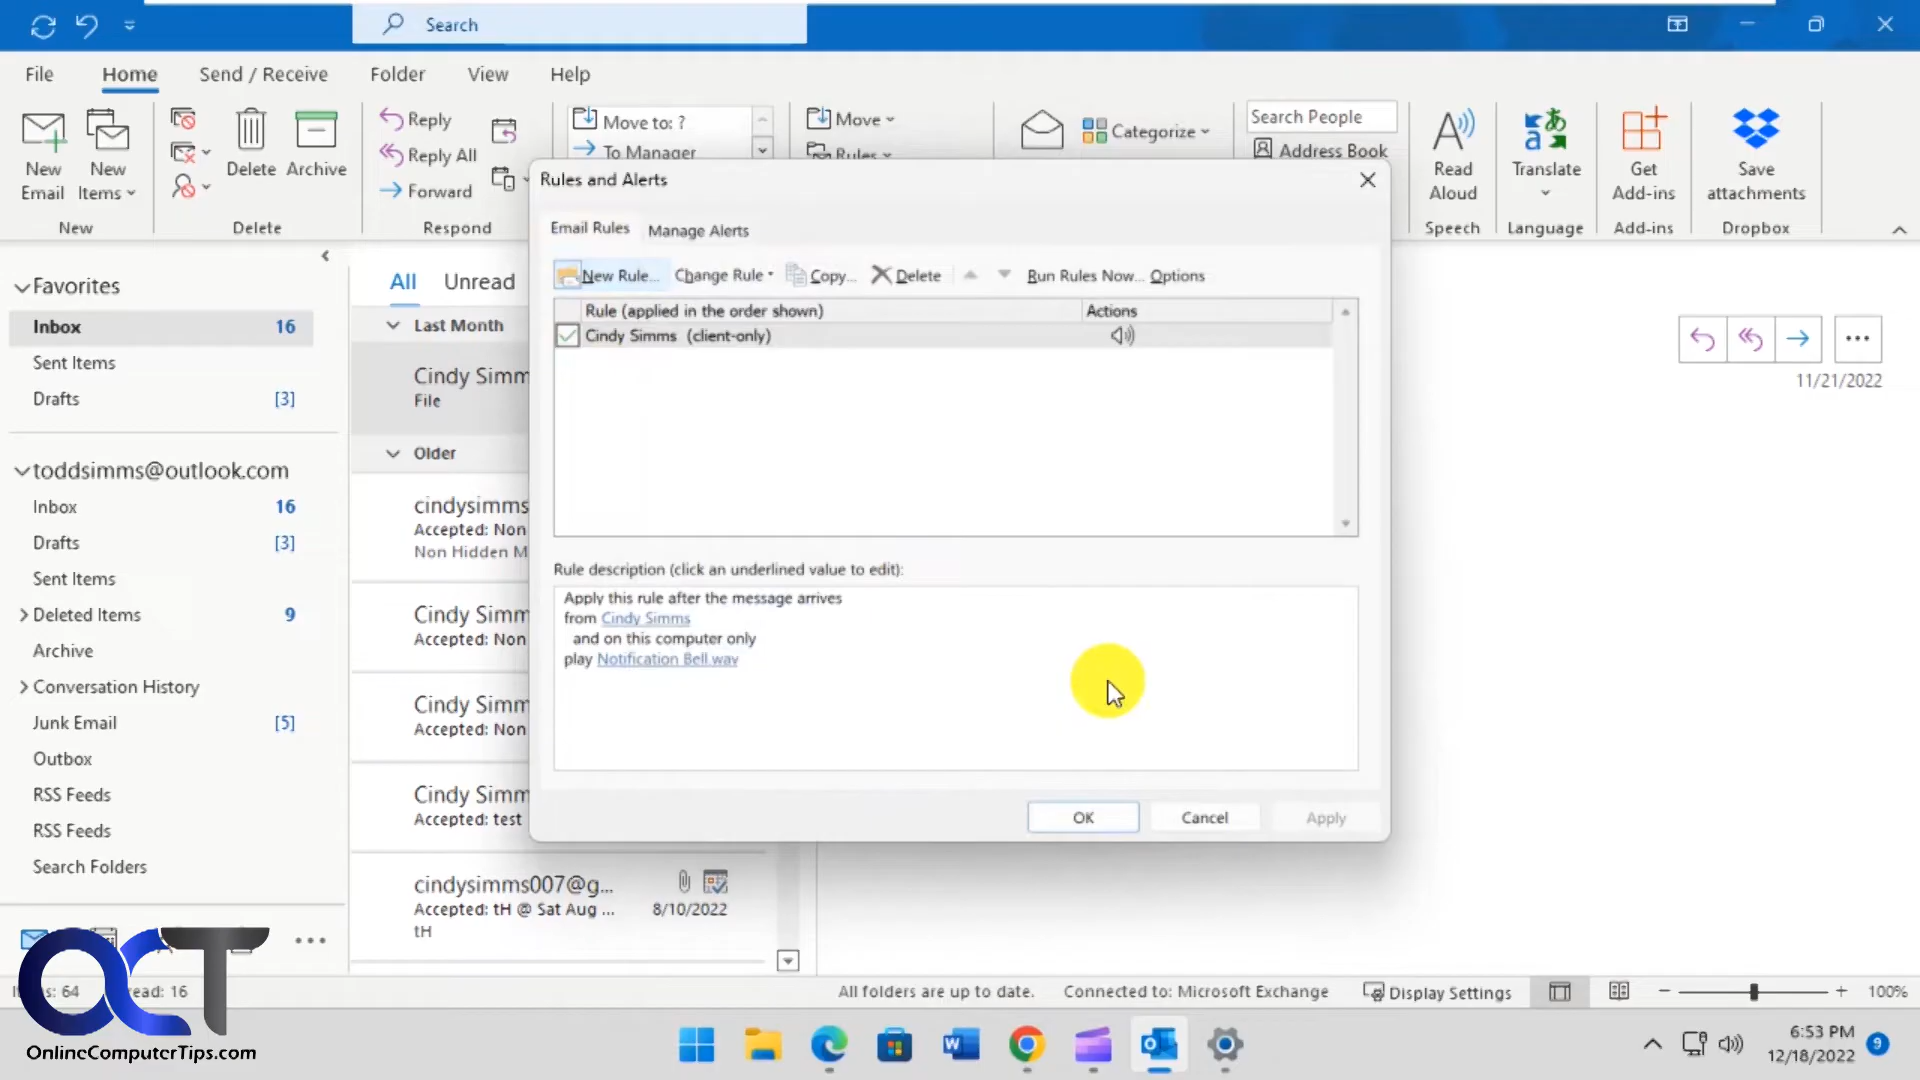 Search
File Home Send / Receive Folder View Help
New Email
New Items
New
Delete
Archive
Delete
Reply
Reply All
Forward
Respond
Move to: ?
To Manager
Move
Rules
Categorize
Search People
Address Book
Read Aloud
Speech
Translate
Language
Get Add-ins
Add-ins
Save attachments
Dropbox
Favorites
Inbox 16
Sent Items
Drafts [3]
toddsimms@outlook.com
Inbox 16
Drafts [3]
Sent Items
Deleted Items 9
Archive
Conversation History
Junk Email [5]
Outbox
RSS Feeds
RSS Feeds
Search Folders
All Unread
Last Month
Cindy Simm
File
Older
cindysimms
Accepted: Non
Non Hidden M
Cindy Simm
Accepted: Non
Cindy Simm
Accepted: Non
Cindy Simm
Accepted: test
cindysimms007@g...
Accepted: tH @ Sat Aug ... 8/10/2022
tH
Rules and Alerts
Email Rules Manage Alerts
New Rule... Change Rule Copy... Delete Run Rules Now... Options
Rule (applied in the order shown) Actions
Cindy Simms (client-only)
Rule description (click an underlined value to edit):
Apply this rule after the message arrives
from Cindy Simms
and on this computer only
play Notification Bell.wav
OK Cancel Apply
11/21/2022
64 read: 16
All folders are up to date. Connected to: Microsoft Exchange Display Settings 100%
OCT
OnlineComputerTips.com
6:53 PM
12/18/2022
9